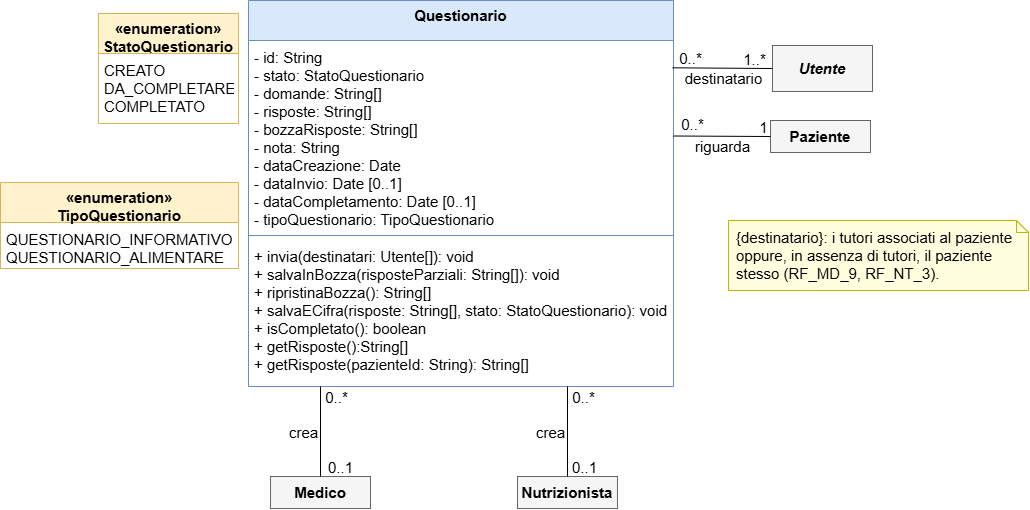 Questionario
- id: String
- stato: StatoQuestionario
- domande: String[]
- risposte: String[]
- bozzaRisposte: String[]
- nota: String
- dataCreazione: Date
- dataInvio: Date [0..1]
- dataCompletamento: Date [0..1]
- tipoQuestionario: TipoQuestionario
+ invia(destinatari: Utente[]): void
+ salvaInBozza(risposteParziali: String[]): void
+ ripristinaBozza(): String[]
+ salvaECifra(risposte: String[], stato: StatoQuestionario): void
+ isCompletato(): boolean
+ getRisposte():String[]
+ getRisposte(pazienteId: String): String[]
«enumeration»
StatoQuestionario
CREATO
DA_COMPLETARE
COMPLETATO
«enumeration»
TipoQuestionario
QUESTIONARIO_INFORMATIVO
QUESTIONARIO_ALIMENTARE
0..* 1..*
destinatario
Utente
0..* 1
riguarda
Paziente
{destinatario}: i tutori associati al paziente
oppure, in assenza di tutori, il paziente
stesso (RF_MD_9, RF_NT_3).
0..*
crea
0..1
Medico
0..*
crea
0..1
Nutrizionista